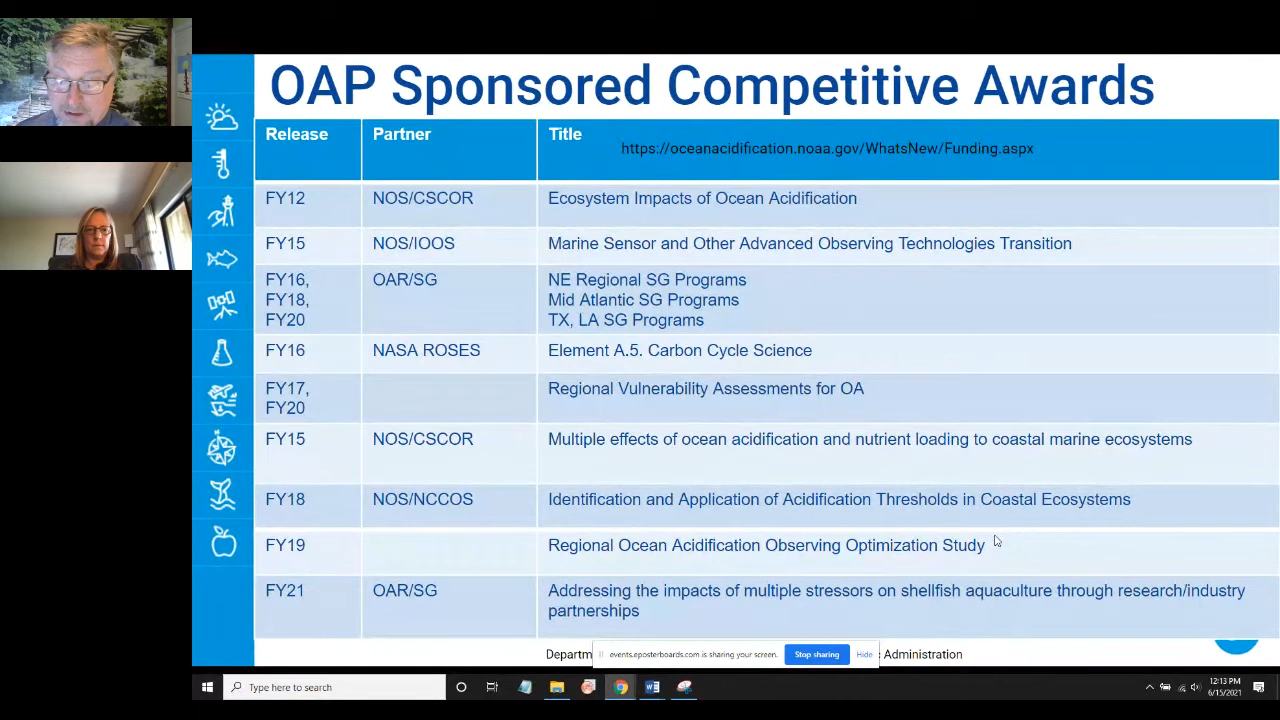 OAP Sponsored Competitive Awards
Release Partner Title
https://oceanacidification.noaa.gov/WhatsNew/Funding.aspx
FY12 NOS/CSCOR Ecosystem Impacts of Ocean Acidification
FY15 NOS/IOOS Marine Sensor and Other Advanced Observing Technologies Transition
FY16, OAR/SG NE Regional SG Programs
FY18, Mid Atlantic SG Programs
FY20 TX, LA SG Programs
FY16 NASA ROSES Element A.5. Carbon Cycle Science
FY17, Regional Vulnerability Assessments for OA
FY20
FY15 NOS/CSCOR Multiple effects of ocean acidification and nutrient loading to coastal marine ecosystems
FY18 NOS/NCCOS Identification and Application of Acidification Thresholds in Coastal Ecosystems
FY19 Regional Ocean Acidification Observing Optimization Study
FY21 OAR/SG Addressing the impacts of multiple stressors on shellfish aquaculture through research/industry
partnerships
Departm Administration
events.eposterboards.com is sharing your screen. Stop sharing Hide
Type here to search
12:13 PM
6/15/2021